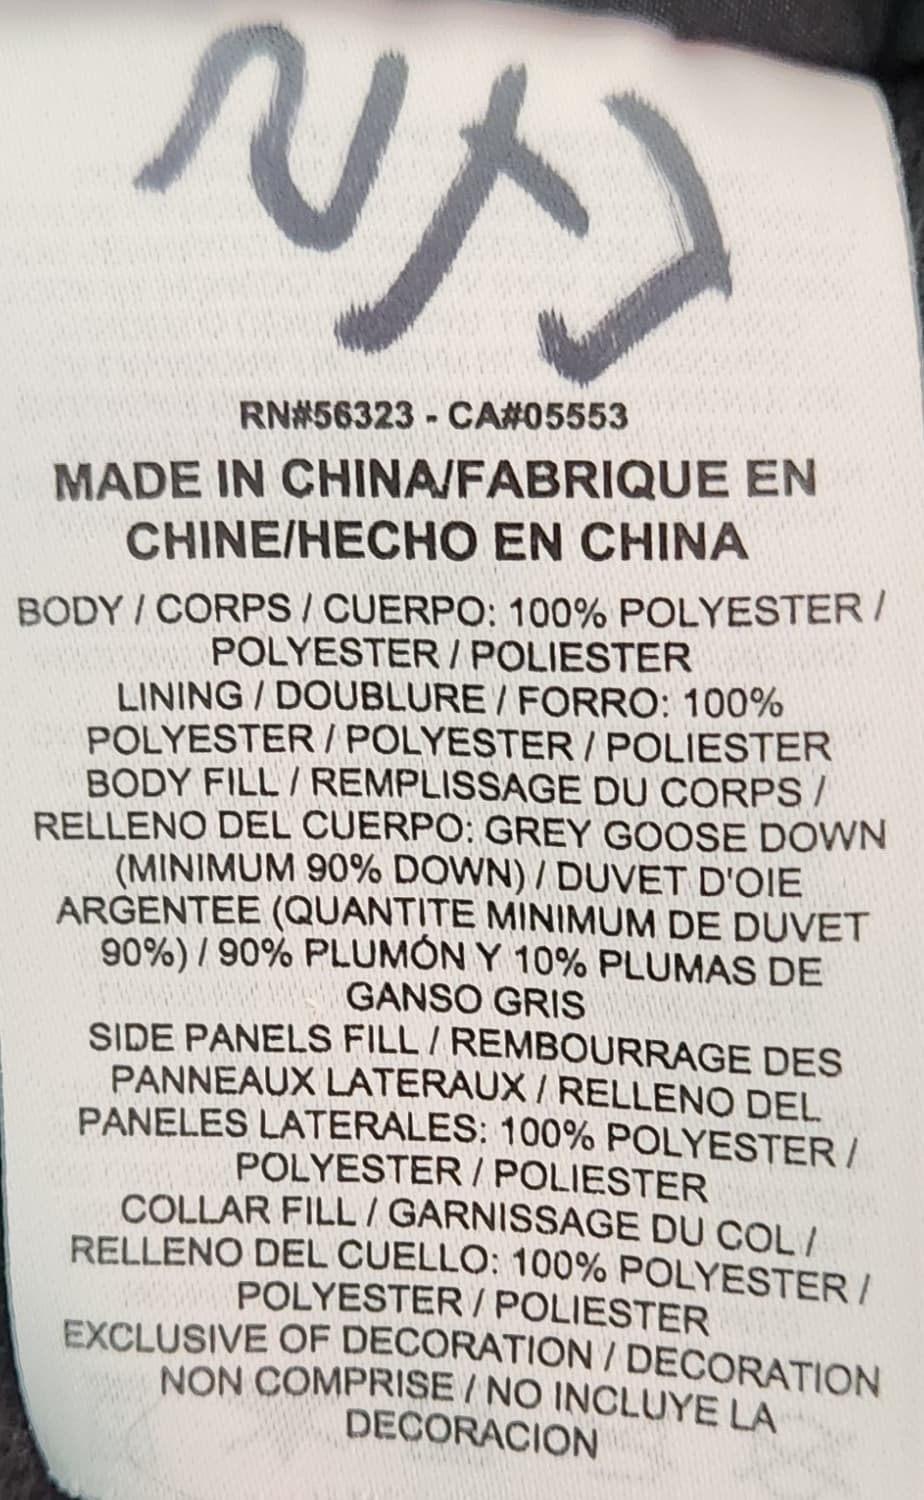 RN#56323 - CA#05553
MADE IN CHINA/FABRIQUE EN
CHINE/HECHO EN CHINA
BODY / CORPS / CUERPO: 100% POLYESTER /
POLYESTER / POLIESTER
LINING / DOUBLURE / FORRO: 100%
POLYESTER / POLYESTER / POLIESTER
BODY FILL / REMPLISSAGE DU CORPS /
RELLENO DEL CUERPO: GREY GOOSE DOWN
(MINIMUM 90% DOWN) / DUVET D'OIE
ARGENTEE (QUANTITE MINIMUM DE DUVET
90%) / 90% PLUMÓN Y 10% PLUMAS DE
GANSO GRIS
SIDE PANELS FILL / REMBOURRAGE DES
PANNEAUX LATERAUX / RELLENO DEL
PANELES LATERALES: 100% POLYESTER /
POLYESTER / POLIESTER
COLLAR FILL / GARNISSAGE DU COL /
RELLENO DEL CUELLO: 100% POLYESTER /
POLYESTER / POLIESTER
EXCLUSIVE OF DECORATION / DECORATION
NON COMPRISE / NO INCLUYE LA
DECORACION